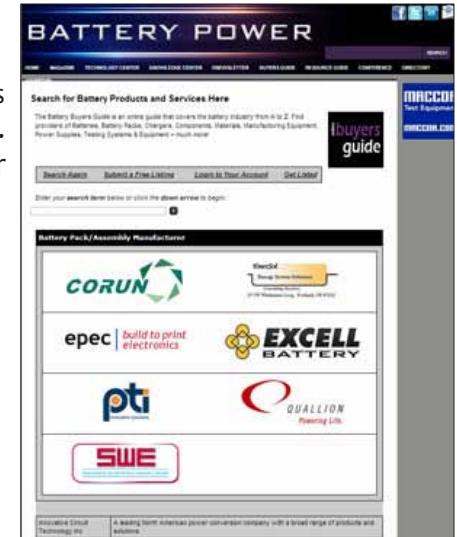 s
.
r
BATTERY POWER
SEARCH
HOME MAGAZINE TECHNOLOGY CENTER KNOWLEDGE CENTER ENEWSLETTER BUYERS GUIDE RESOURCE GUIDE CONFERENCE DIRECTORY
MACCOR
Test Equipment
MACCOR.COM
Search for Battery Products and Services Here
The Battery Buyers Guide is an online guide that covers the battery industry from A to Z. Find
providers of Batteries, Battery Packs, Chargers, Components, Materials, Manufacturing Equipment,
Power Supplies, Testing Systems & Equipment + much more!
buyers
guide
Search Again Submit a Free Listing Login to Your Account Get Listed
Enter your search term below or click the down arrow to begin:
Battery Pack/Assembly Manufacturer
CORUN
epec build to print
electronics
EXCELL
BATTERY
pti
QUALLION
Powering Life.
SWE
Innovative Circuit
Technology Inc
A leading North American power conversion company with a broad range of products and
solutions